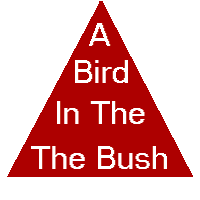 A
Bird
In The
The Bush